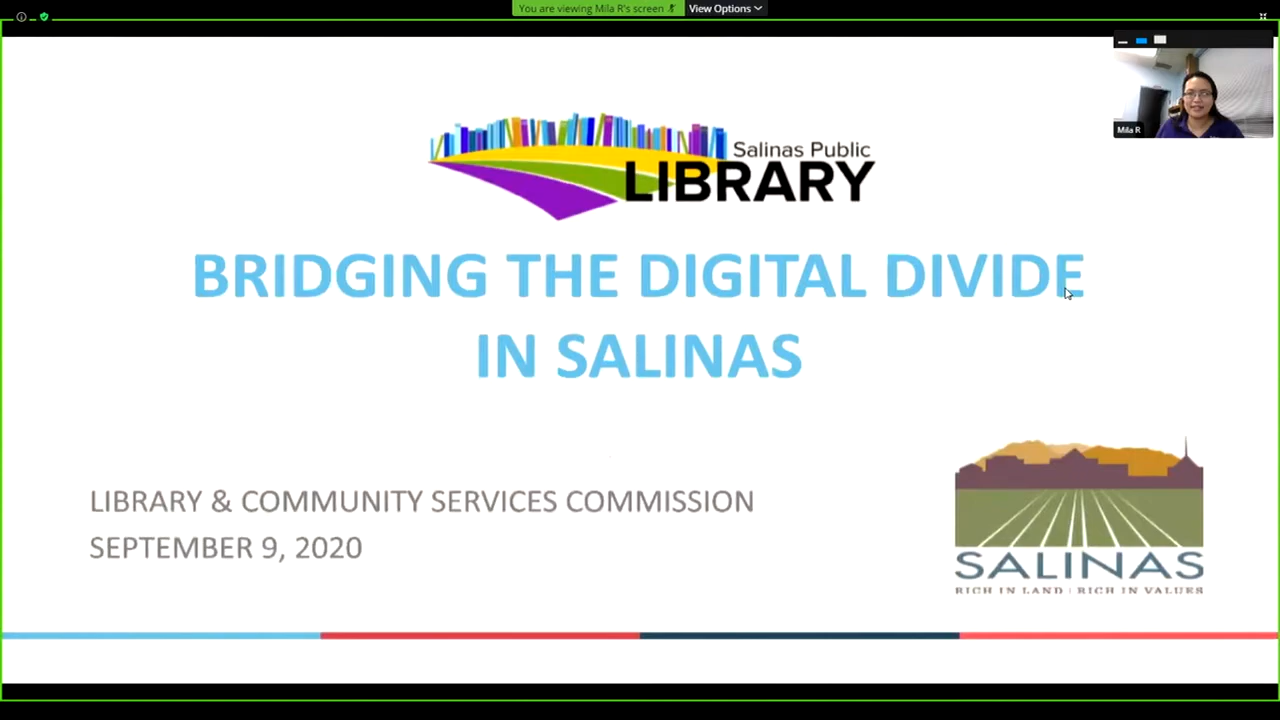 You are viewing Mila R's screen
View Options
Mila R
Salinas Public
LIBRARY
BRIDGING THE DIGITAL DIVIDE
IN SALINAS
LIBRARY & COMMUNITY SERVICES COMMISSION
SEPTEMBER 9, 2020
SALINAS
RICH IN LAND | RICH IN VALUES